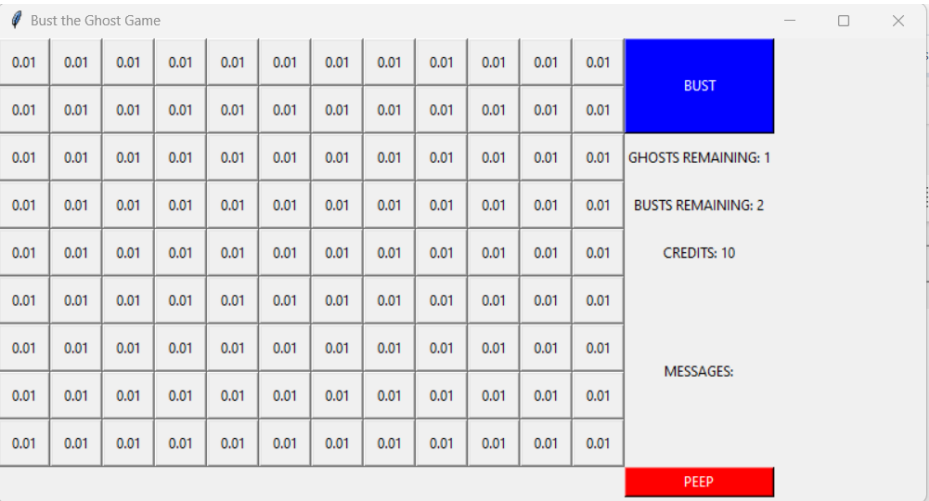 Bust the Ghost Game
0.01 0.01 0.01 0.01 0.01 0.01 0.01 0.01 0.01 0.01 0.01 0.01 BUST
0.01 0.01 0.01 0.01 0.01 0.01 0.01 0.01 0.01 0.01 0.01 0.01
0.01 0.01 0.01 0.01 0.01 0.01 0.01 0.01 0.01 0.01 0.01 0.01 GHOSTS REMAINING: 1
0.01 0.01 0.01 0.01 0.01 0.01 0.01 0.01 0.01 0.01 0.01 0.01 BUSTS REMAINING: 2
0.01 0.01 0.01 0.01 0.01 0.01 0.01 0.01 0.01 0.01 0.01 0.01 CREDITS: 10
0.01 0.01 0.01 0.01 0.01 0.01 0.01 0.01 0.01 0.01 0.01 0.01
0.01 0.01 0.01 0.01 0.01 0.01 0.01 0.01 0.01 0.01 0.01 0.01 MESSAGES:
0.01 0.01 0.01 0.01 0.01 0.01 0.01 0.01 0.01 0.01 0.01 0.01
0.01 0.01 0.01 0.01 0.01 0.01 0.01 0.01 0.01 0.01 0.01 0.01
PEEP